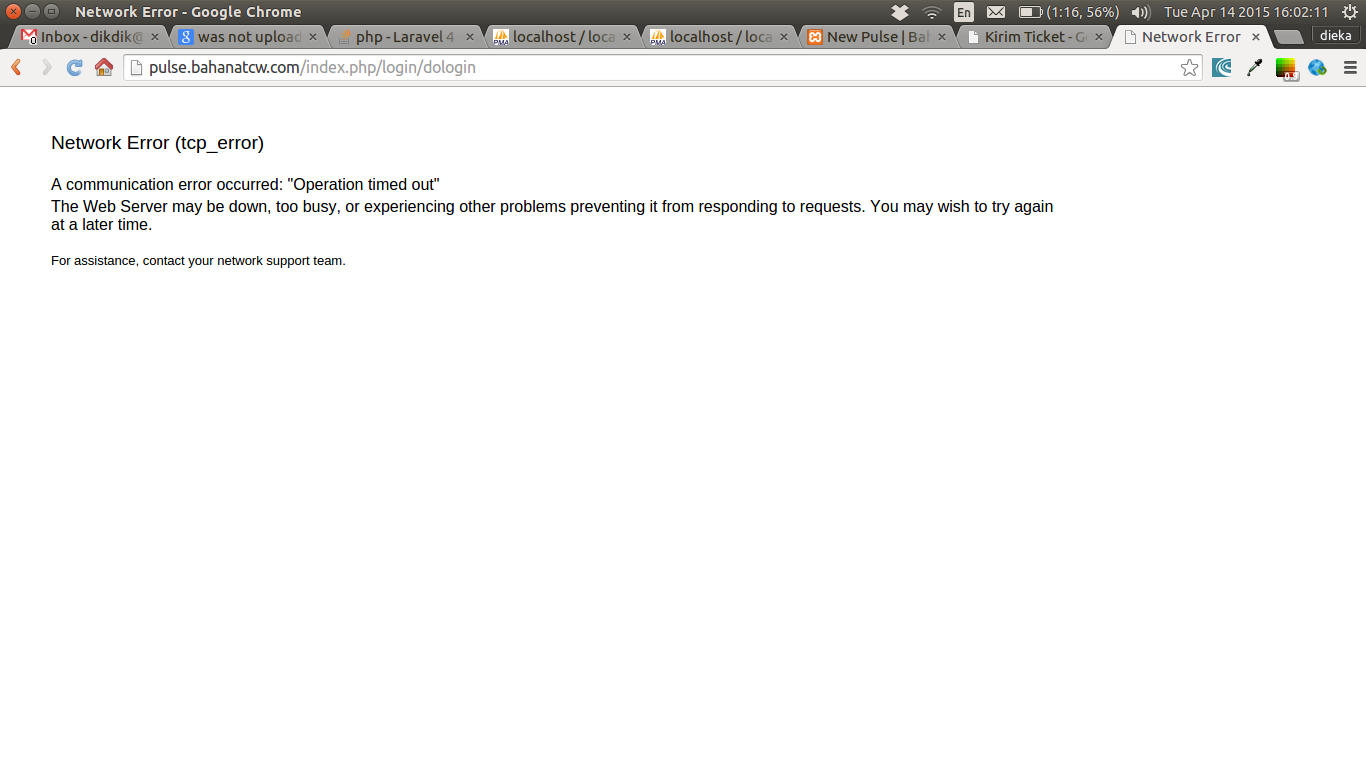 Network Error - Google Chrome
En
(1:16, 56%)
Tue Apr 14 2015 16:02:11
0
Inbox - dikdik@
was not upload
php - Laravel 4
PMA
localhost / loca
PMA
localhost / loca
New Pulse | Bah
Kirim Ticket - G
Network Error
dieka
pulse.bahanatcw.com/index.php/login/dologin
Network Error (tcp_error)
A communication error occurred: "Operation timed out"
The Web Server may be down, too busy, or experiencing other problems preventing it from responding to requests. You may wish to try again
at a later time.
For assistance, contact your network support team.